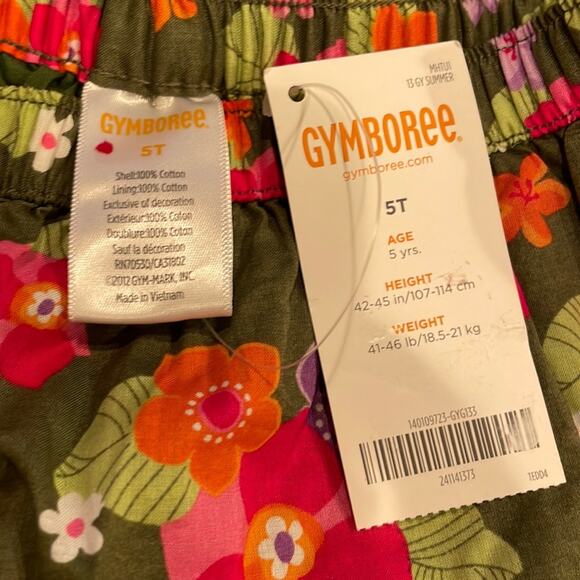 GYMBOREE
5T
Shell:100% Cotton
Lining:100% Cotton
Exclusive of decoration
Extérieur:100% Coton
Doublure:100% Coton
Sauf la décoration
RN70530/CA31802
©2012 GYM-MARK, INC.
Made in Vietnam
MHTU1
13 GY SUMMER
GYMBOREE®
gymboree.com
5T
AGE
5 yrs.
HEIGHT
42-45 in/107-114 cm
WEIGHT
41-46 lb/18.5-21 kg
140109723-GYG133
241141373
1EDD4